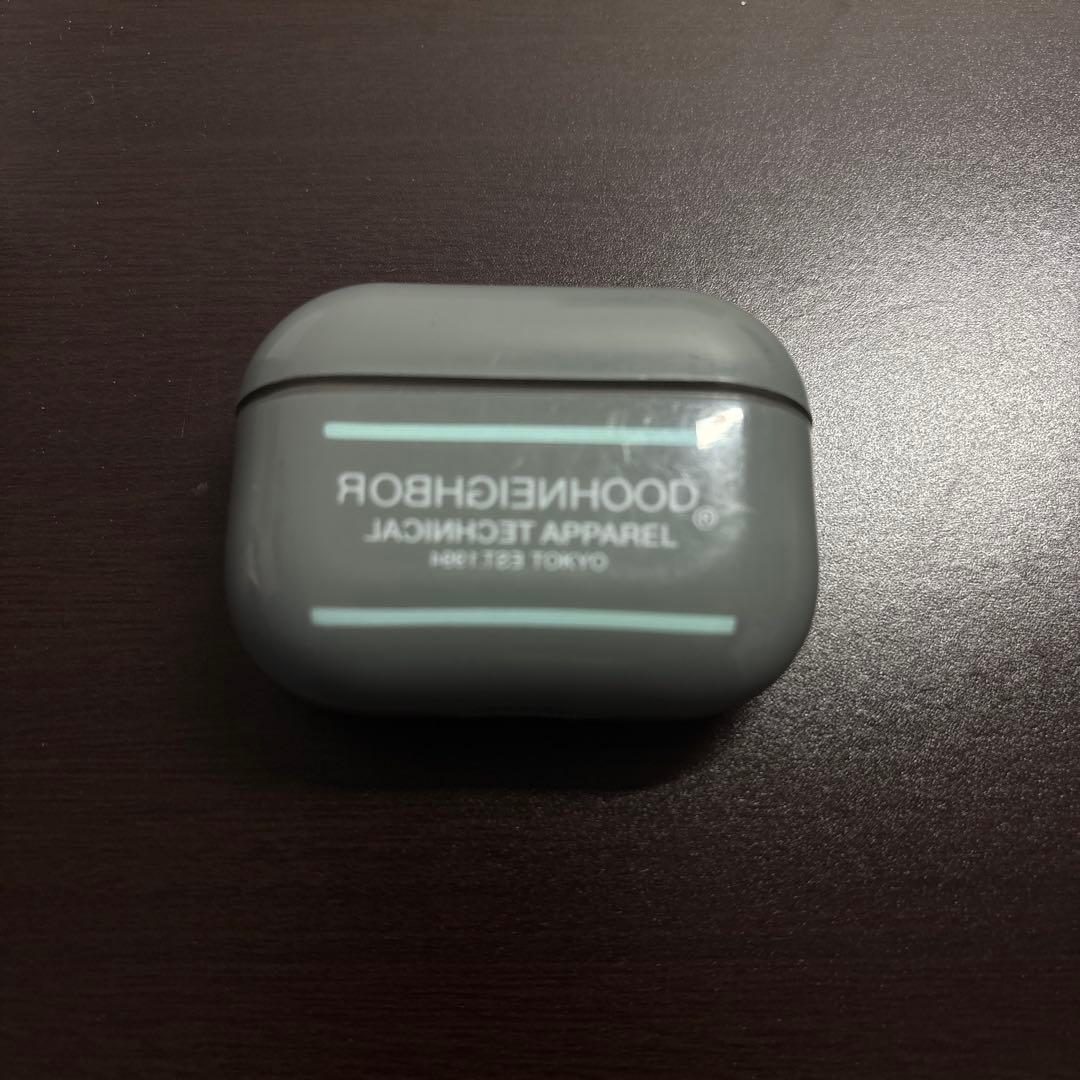 NEIGHBORHOOD®
TECHNICAL APPAREL
EST.1994 TOKYO